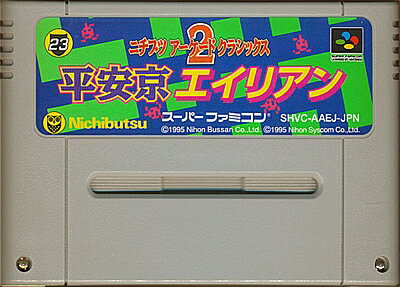 23
ニチブツ アーケード クラシックス
2
平安京エイリアン
Nichibutsu
スーパーファミコン SHVC-AAEJ-JPN
©1995 Nihon Bussan Co., Ltd. ©1995 Nihon Syscom Co., Ltd.